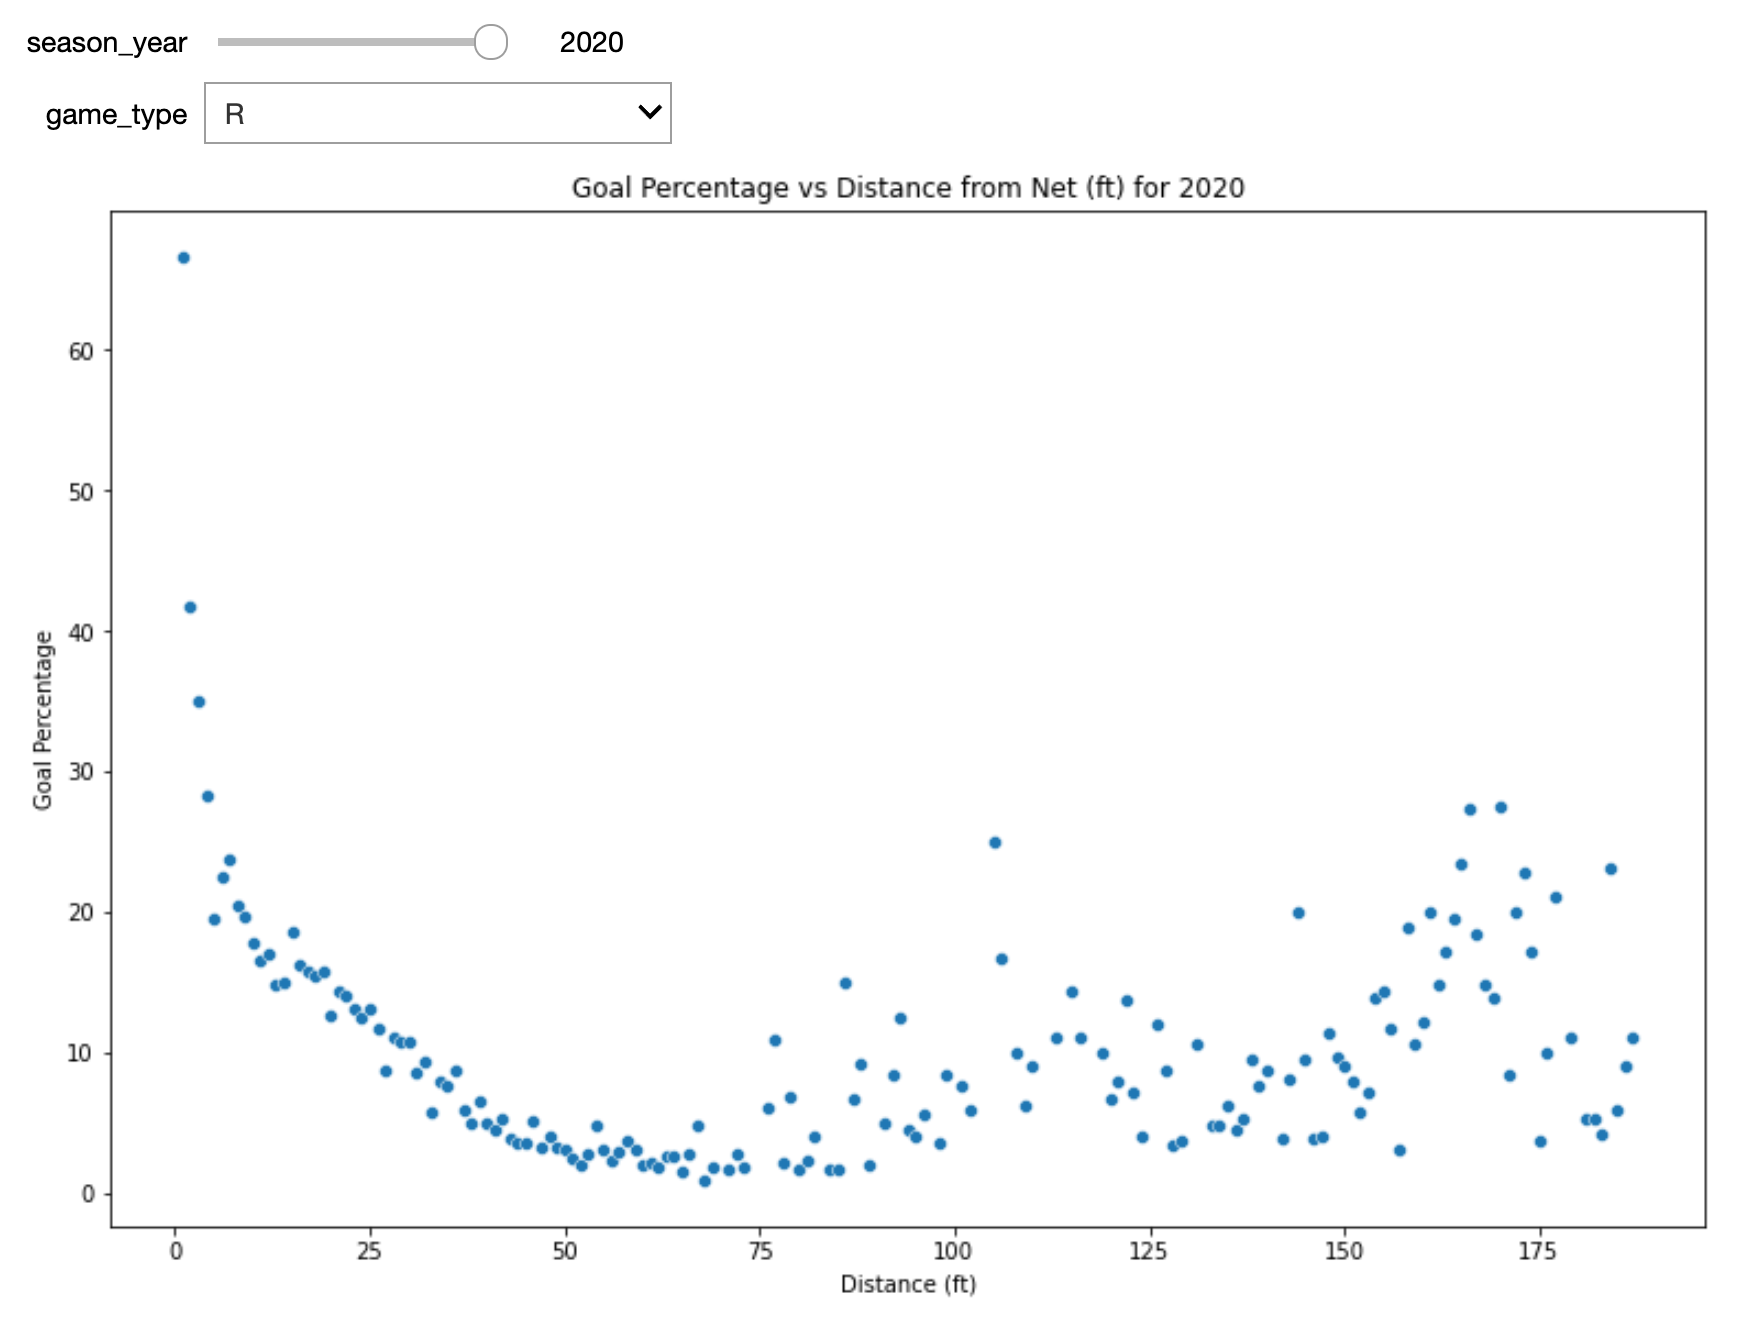 season_year 2020
game_type R
Goal Percentage vs Distance from Net (ft) for 2020
Goal Percentage
60
50
40
30
20
10
0
0 25 50 75 100 125 150 175
Distance (ft)